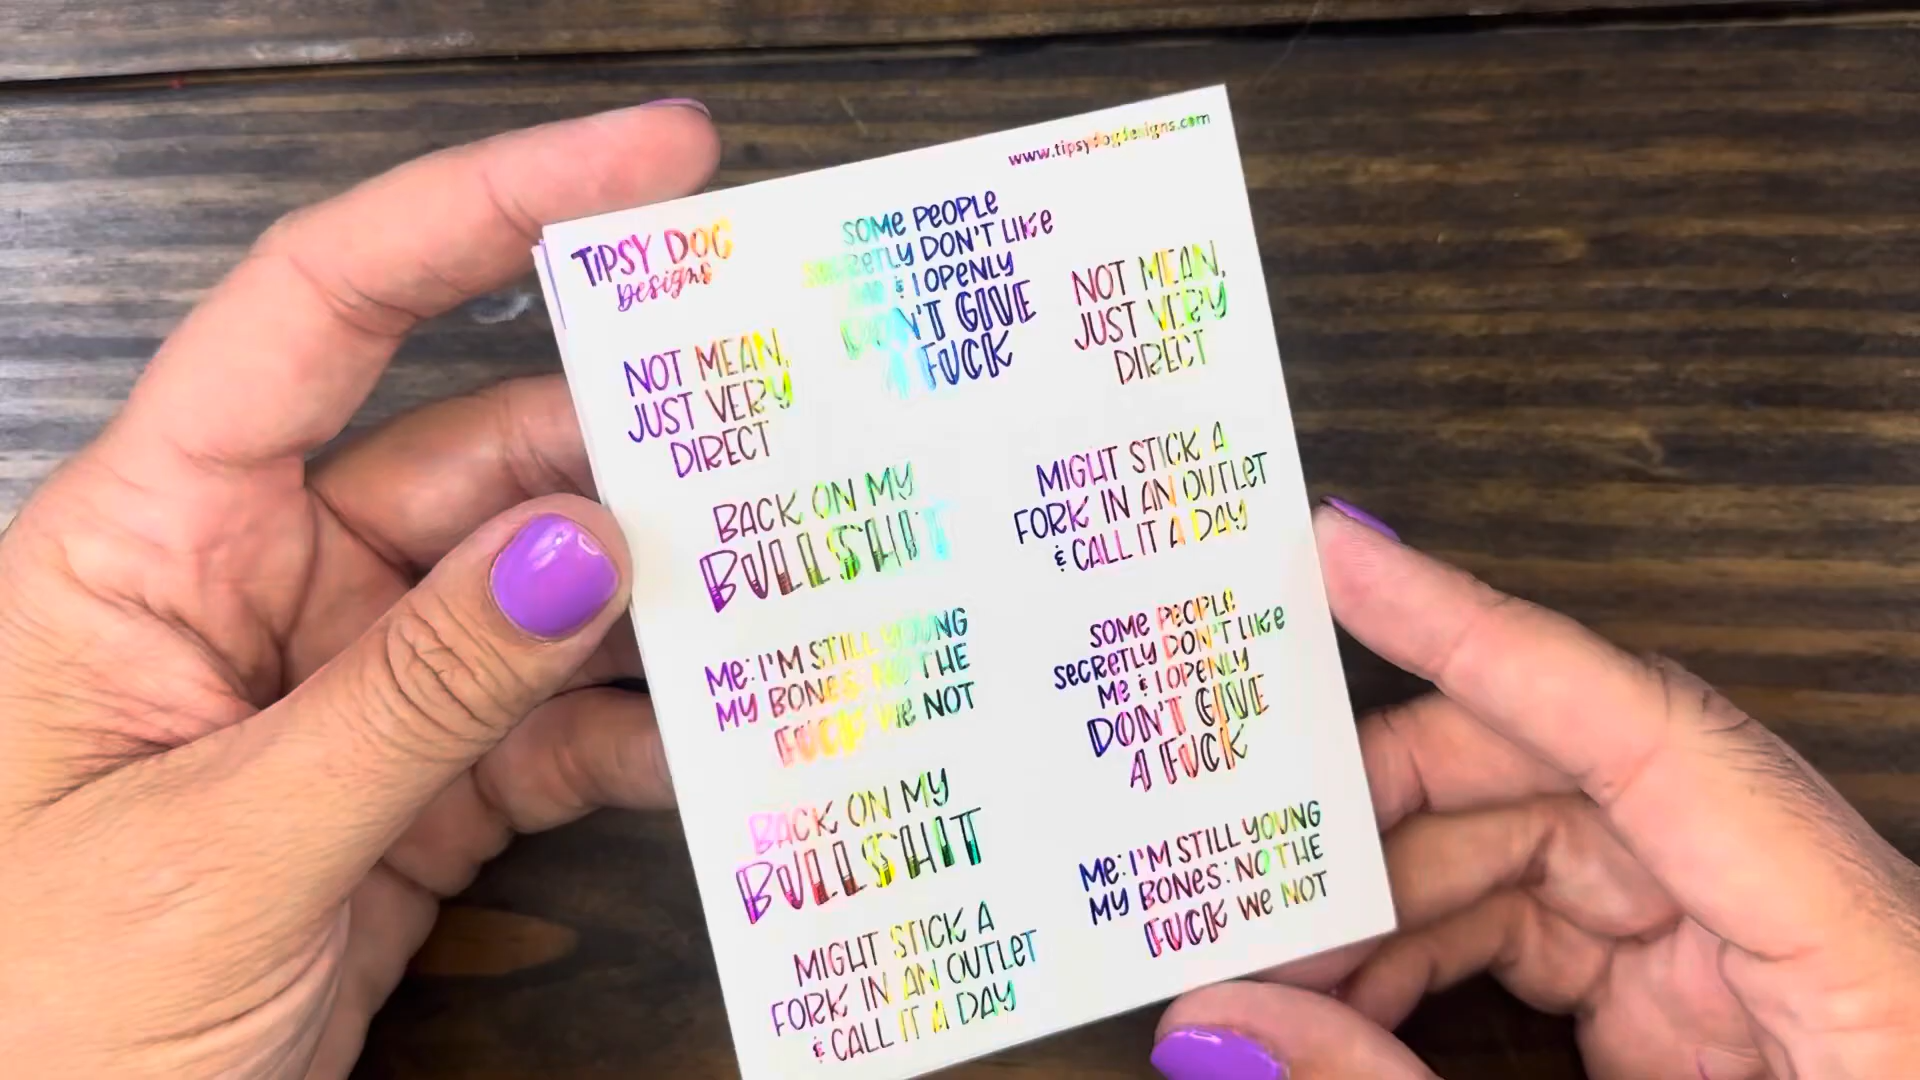 www.tipsydogdesigns.com
TIPSY DOG
Designs
SOME PEOPLE
SECRETLY DON'T LIKE
ME & I OPENLY
DON'T GIVE
A FUCK
NOT MEAN,
JUST VERY
DIRECT
NOT MEAN,
JUST VERY
DIRECT
BACK ON MY
BULLSHIT
MIGHT STICK A
FORK IN AN OUTLET
& CALL IT A DAY
ME: I'M STILL YOUNG
MY BONES: NO THE
FUCK WE NOT
SOME PEOPLE
SECRETLY DON'T LIKE
ME & I OPENLY
DON'T GIVE
A FUCK
BACK ON MY
BULLSHIT
ME: I'M STILL YOUNG
MY BONES: NO THE
FUCK WE NOT
MIGHT STICK A
FORK IN AN OUTLET
& CALL IT A DAY